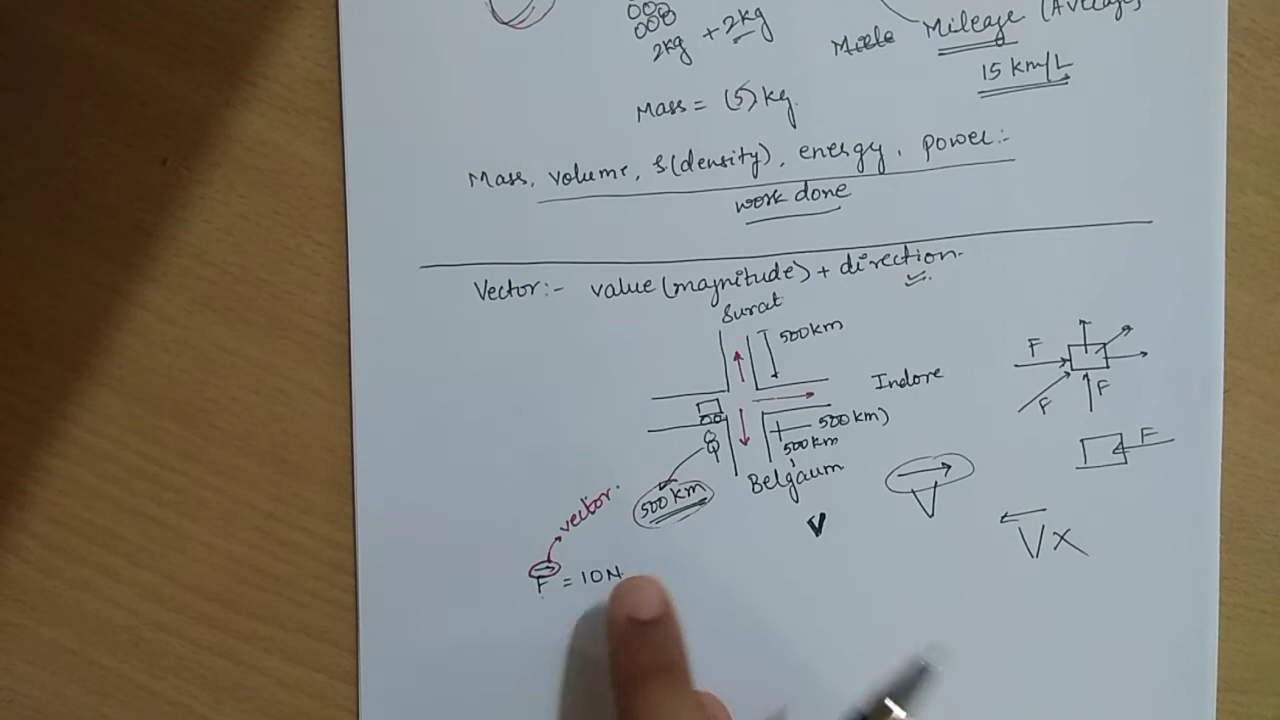 2kg + 2kg
Mileage (Average)
15 km/L
Mass = (5)kg.
Mass, volume, ρ(density), energy, power:-
work done
Vector:- value (magnitude) + direction.
Surat
500km
Indore
500km)
500km
Belgaum
500km
vector.
F = 10N
V
V
V x
F
F
F
F